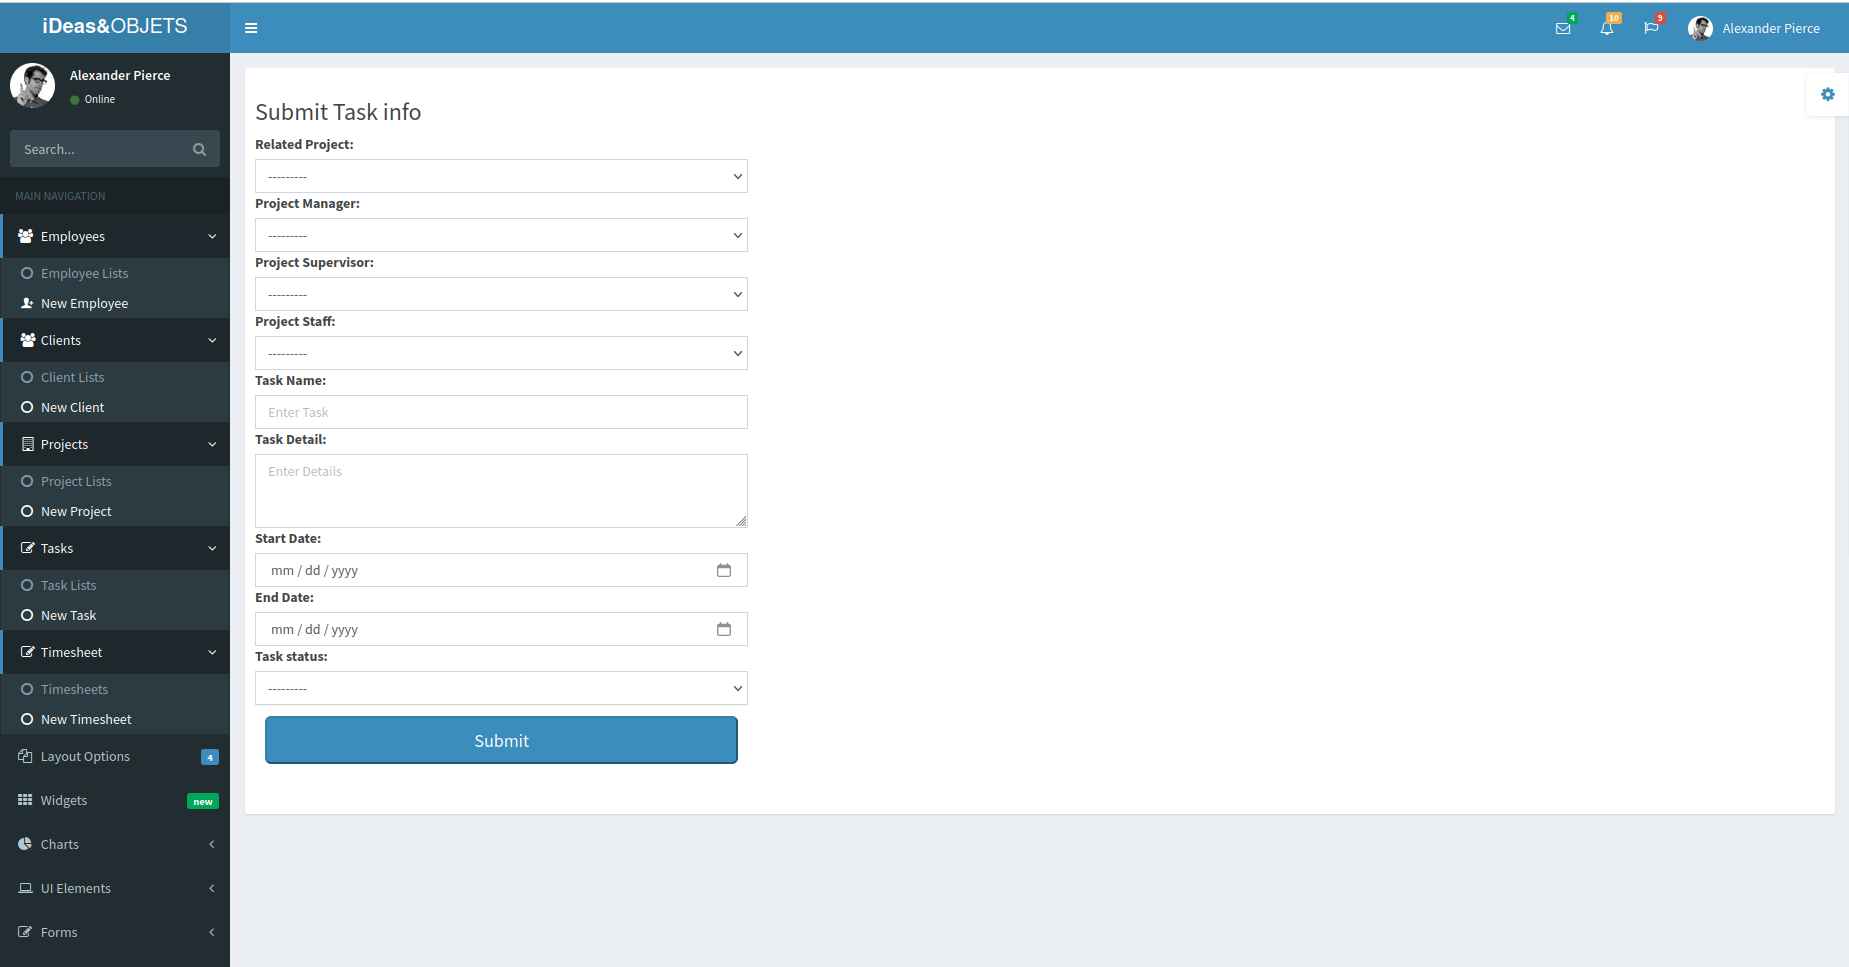 iDeas&OBJETS
4
10
9
Alexander Pierce
Alexander Pierce
Online
Search...
MAIN NAVIGATION
Employees
Employee Lists
New Employee
Clients
Client Lists
New Client
Projects
Project Lists
New Project
Tasks
Task Lists
New Task
Timesheet
Timesheets
New Timesheet
Layout Options 4
Widgets new
Charts
UI Elements
Forms
Submit Task info
Related Project:
---------
Project Manager:
---------
Project Supervisor:
---------
Project Staff:
---------
Task Name:
Enter Task
Task Detail:
Enter Details
Start Date:
mm / dd / yyyy
End Date:
mm / dd / yyyy
Task status:
---------
Submit